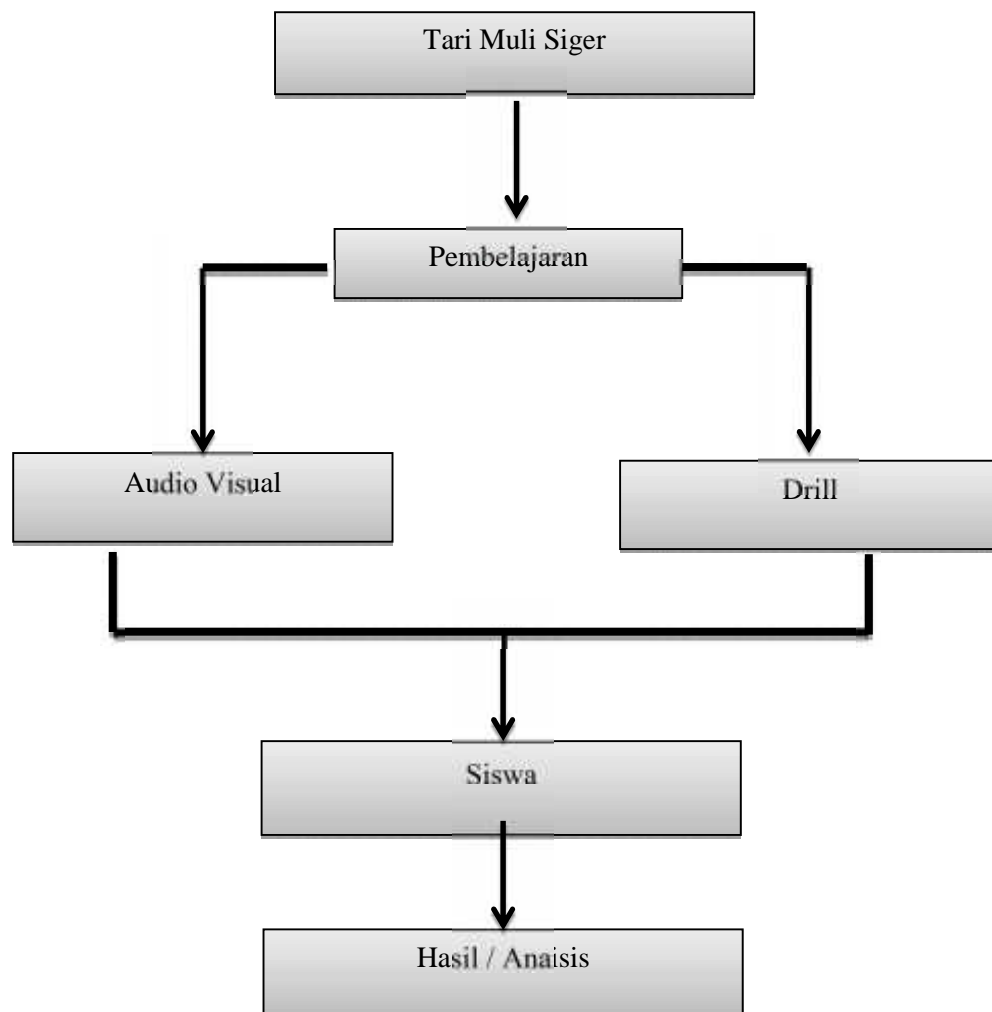 Tari Muli Siger
Pembelajaran
Audio Visual
Drill
Siswa
Hasil / Anaisis